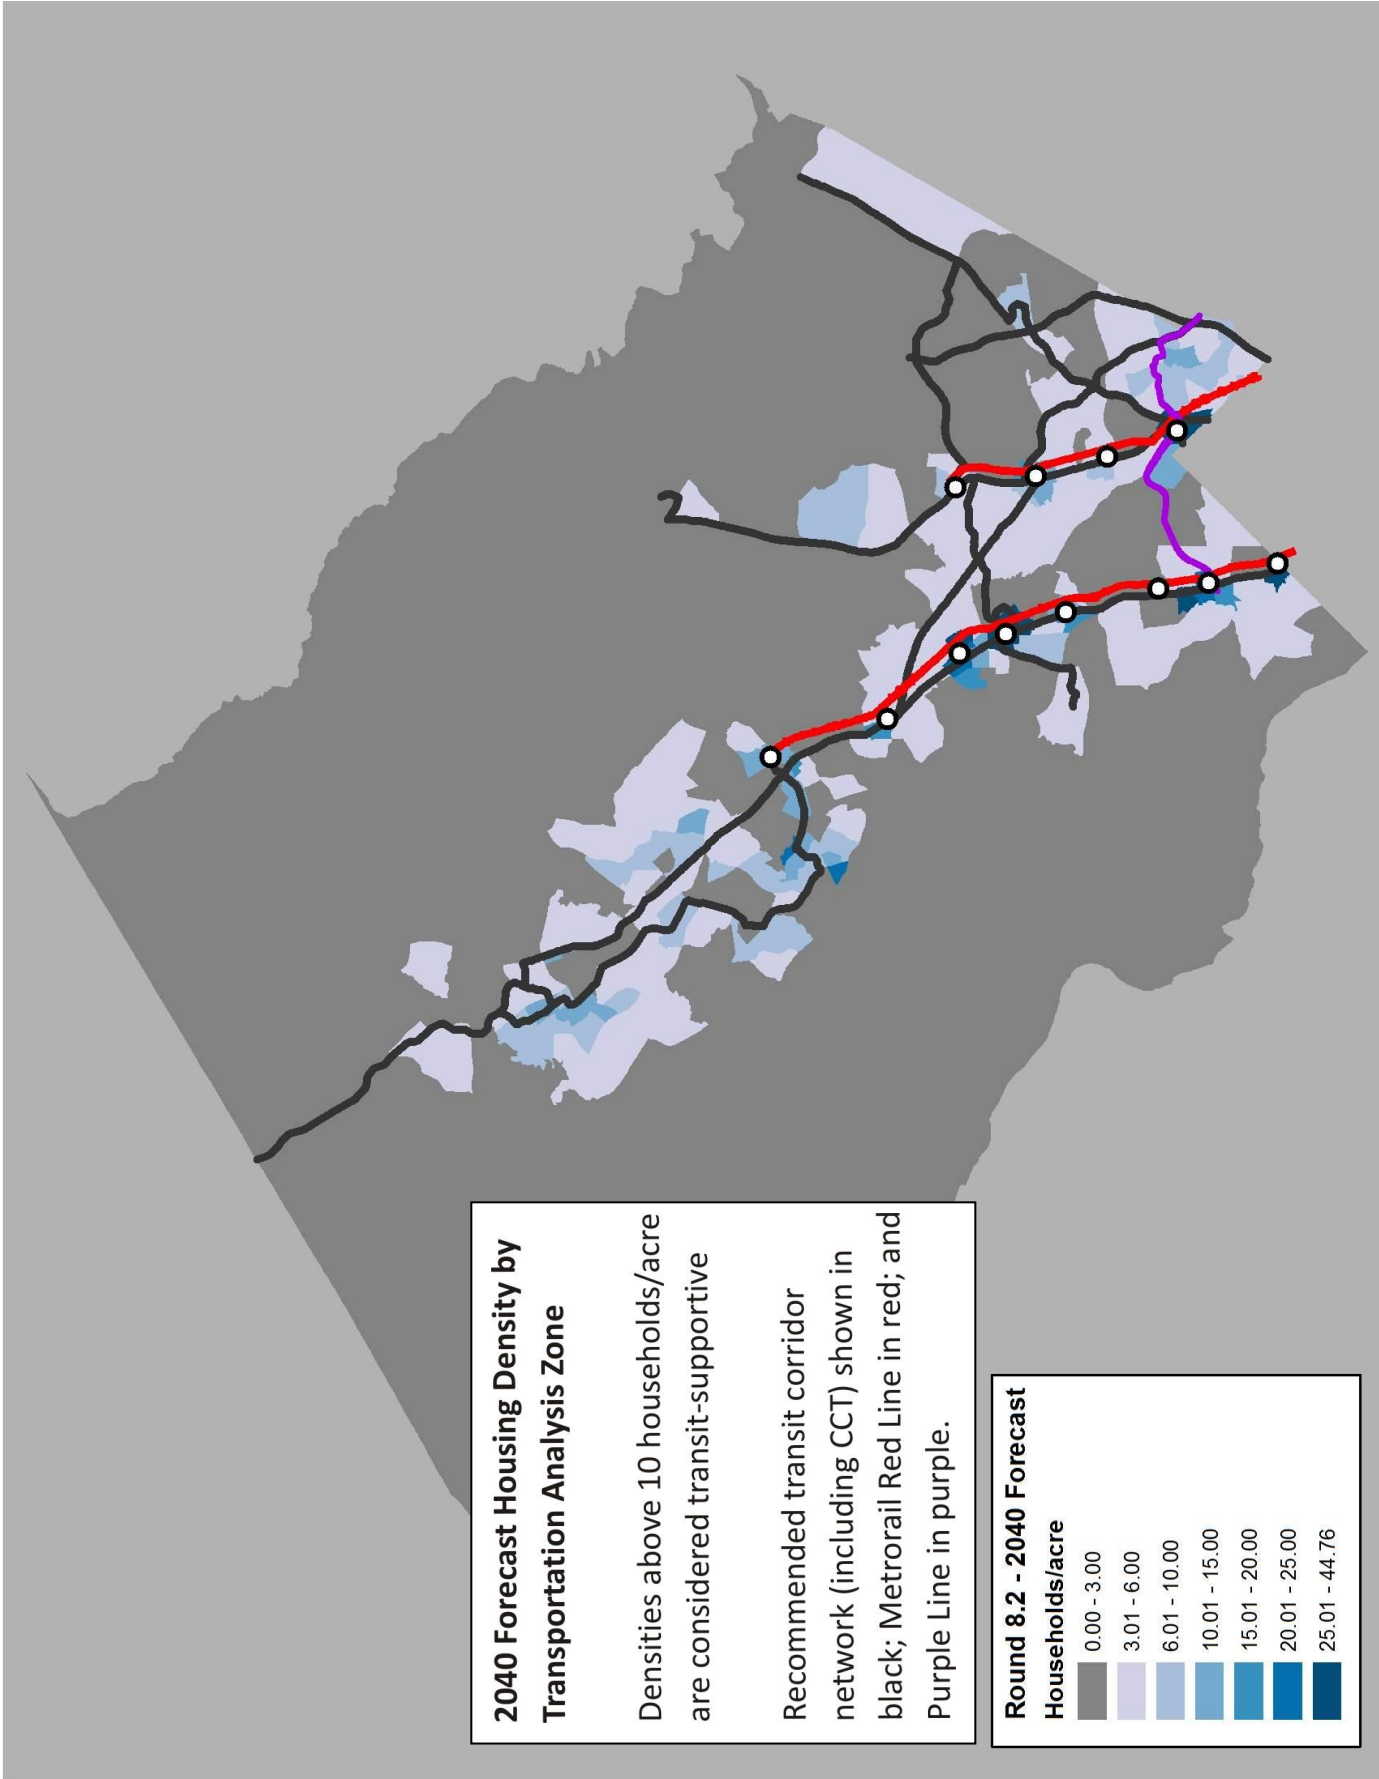 2040 Forecast Housing Density by
Transportation Analysis Zone
Densities above 10 households/acre
are considered transit-supportive
Recommended transit corridor
network (including CCT) shown in
black; Metrorail Red Line in red; and
Purple Line in purple.
Round 8.2 - 2040 Forecast
Households/acre
0.00 - 3.00
3.01 - 6.00
6.01 - 10.00
10.01 - 15.00
15.01 - 20.00
20.01 - 25.00
25.01 - 44.76